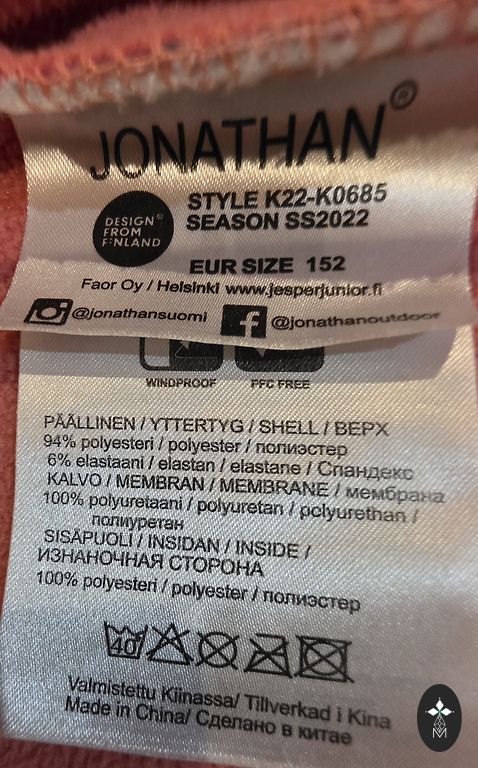 JONATHAN®
DESIGN®
FROM
FINLAND
STYLE K22-K0685
SEASON SS2022
EUR SIZE 152
Faor Oy / Helsinki www.jesperjunior.fi
@jonathansuomi @jonathanoutdoor
WINDPROOF PFC FREE
PÄÄLLINEN / YTTERTYG / SHELL / ВЕРХ
94% polyesteri / polyester / полиэстер
6% elastaani / elastan / elastane / Спандекс
KALVO / MEMBRAN / MEMBRANE / мембрана
100% polyuretaani / polyuretan / polyurethan /
полиуретан
SISÄPUOLI / INSIDAN / INSIDE /
ИЗНАНОЧНАЯ СТОРОНА
100% polyesteri / polyester / полиэстер
40
Valmistettu Kiinassa/ Tillverkad i Kina
Made in China/ Сделано в китае
M